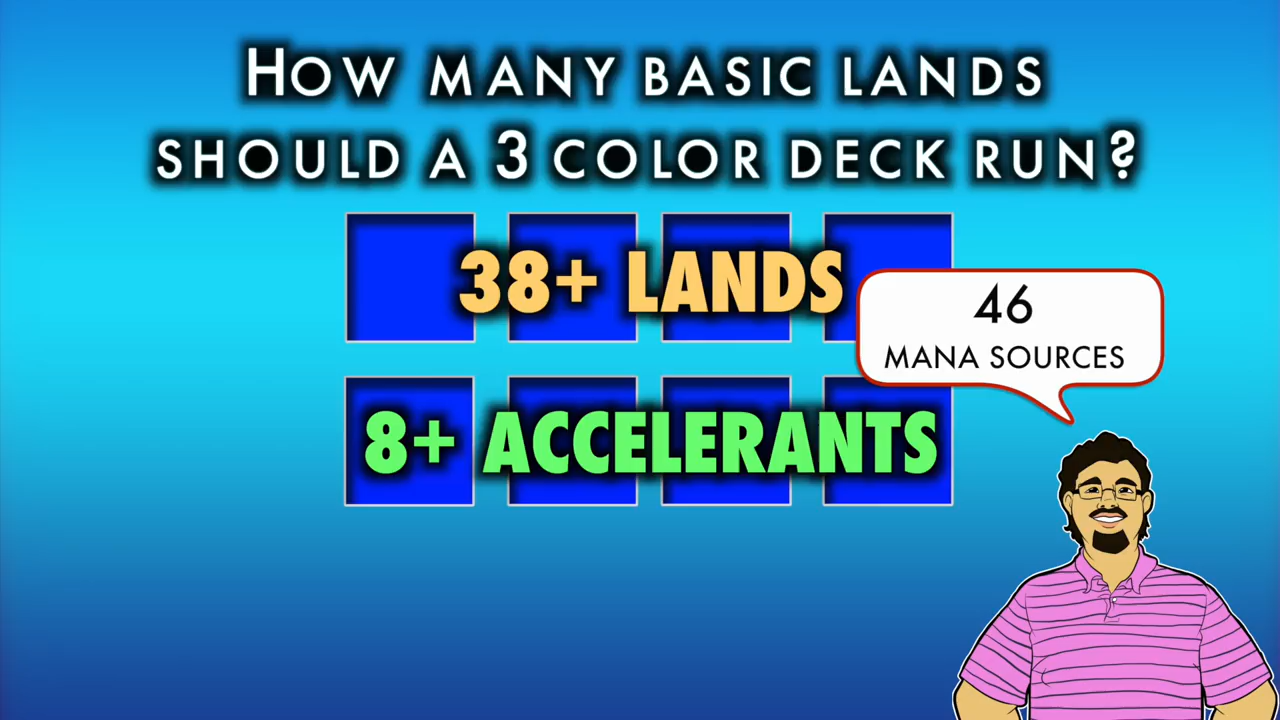 How many basic lands
should a 3 color deck run?
38+ LANDS
46
MANA SOURCES
8+ ACCELERANTS